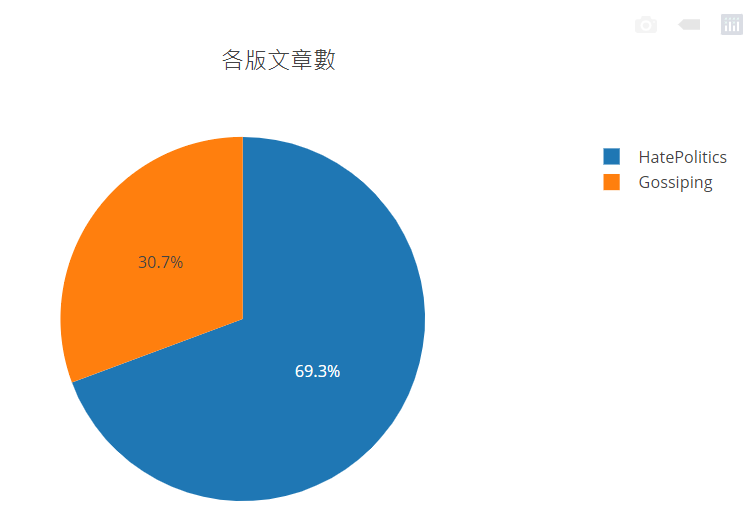 各版文章數
HatePolitics
Gossiping
30.7%
69.3%